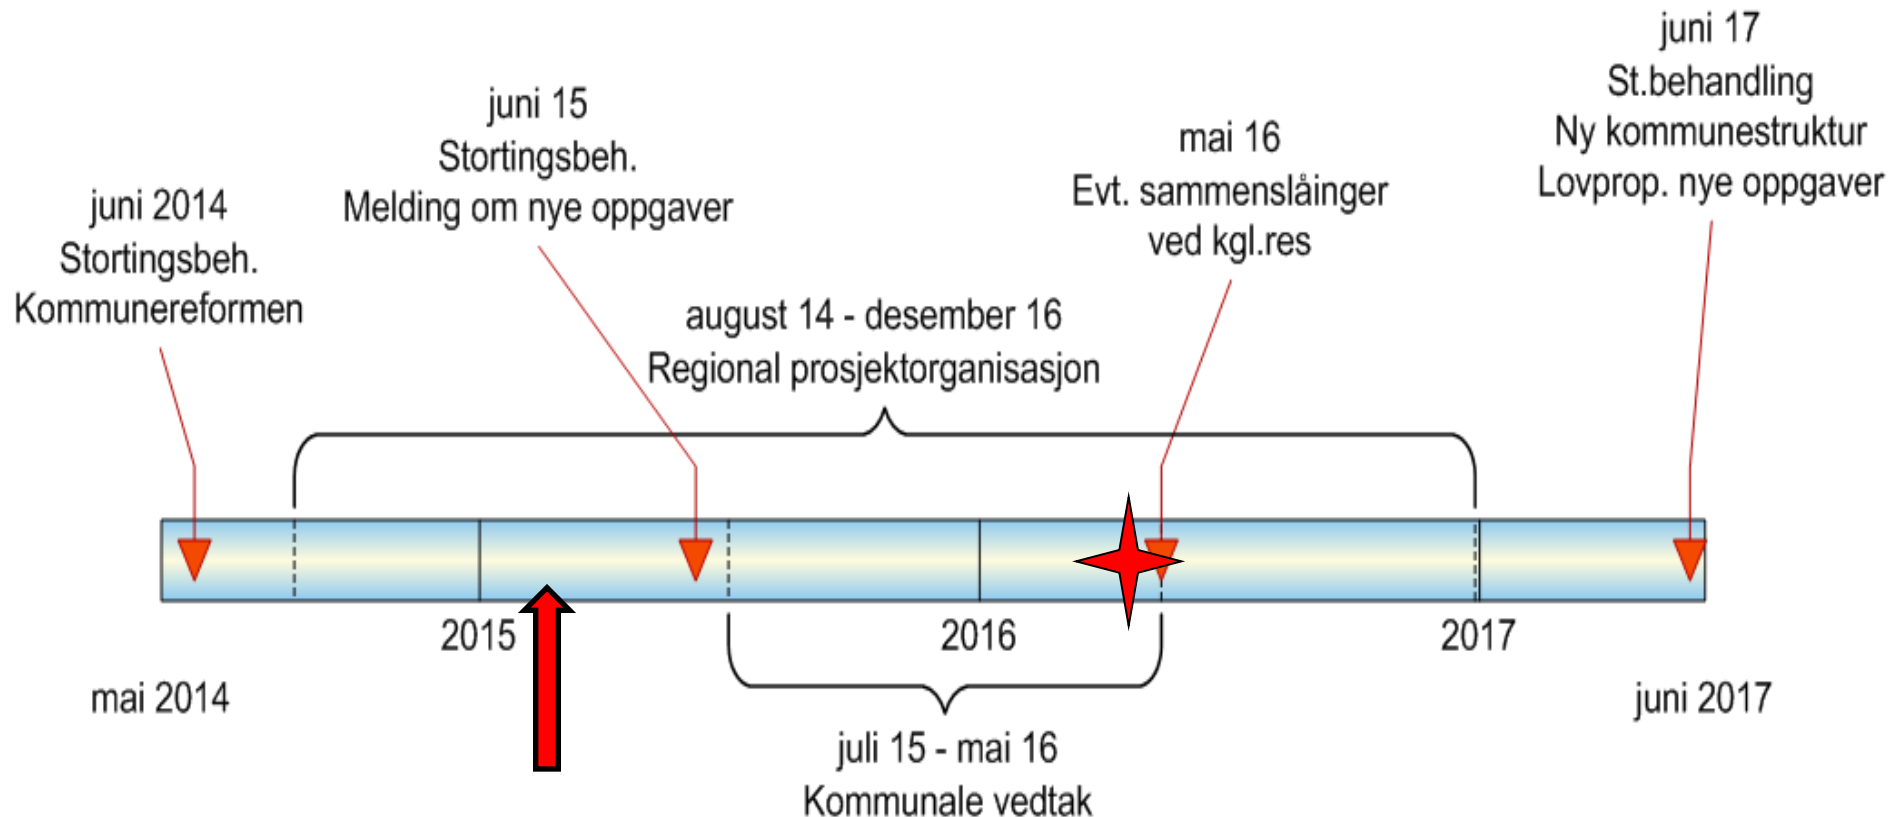 juni 2014
Stortingsbeh.
Kommunereformen
juni 15
Stortingsbeh.
Melding om nye oppgaver
august 14 - desember 16
Regional prosjektorganisasjon
mai 16
Evt. sammenslåinger
ved kgl.res
juni 17
St.behandling
Ny kommunestruktur
Lovprop. nye oppgaver
2015
2016
2017
mai 2014
juni 2017
juli 15 - mai 16
Kommunale vedtak